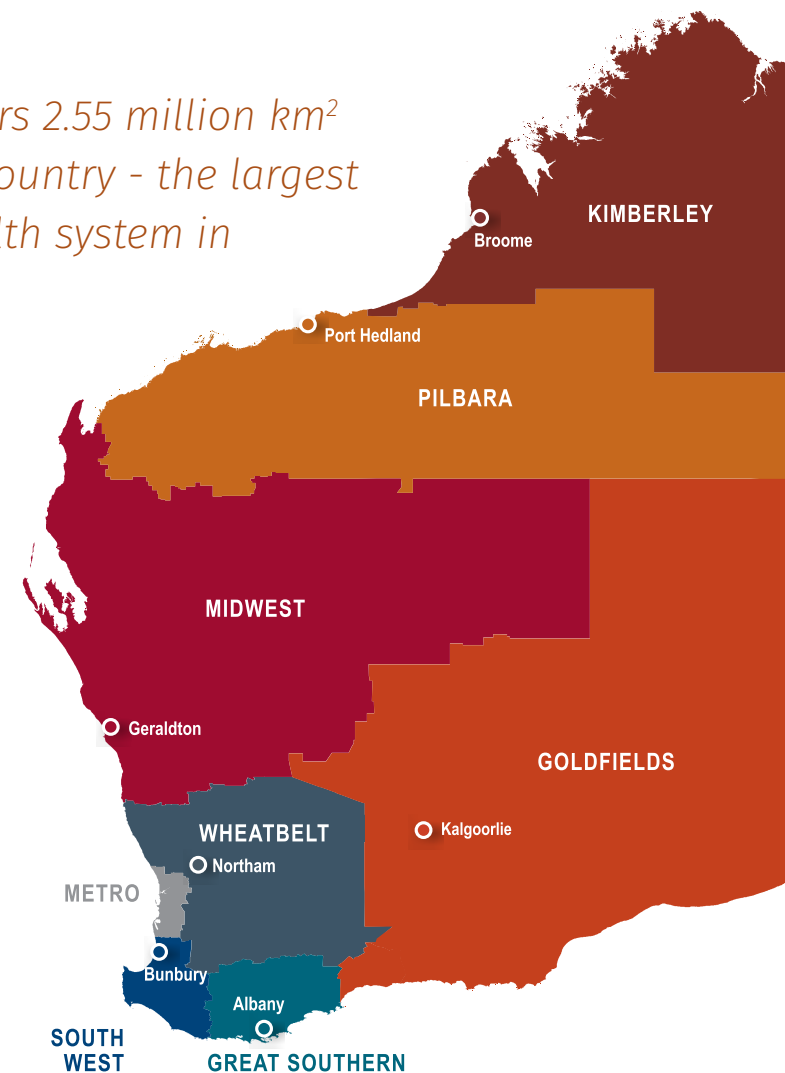 rs 2.55 million km²
ountry - the largest
lth system in
KIMBERLEY
Broome
Port Hedland
PILBARA
MIDWEST
Geraldton
GOLDFIELDS
Kalgoorlie
WHEATBELT
Northam
METRO
Bunbury
Albany
SOUTH
WEST
GREAT SOUTHERN